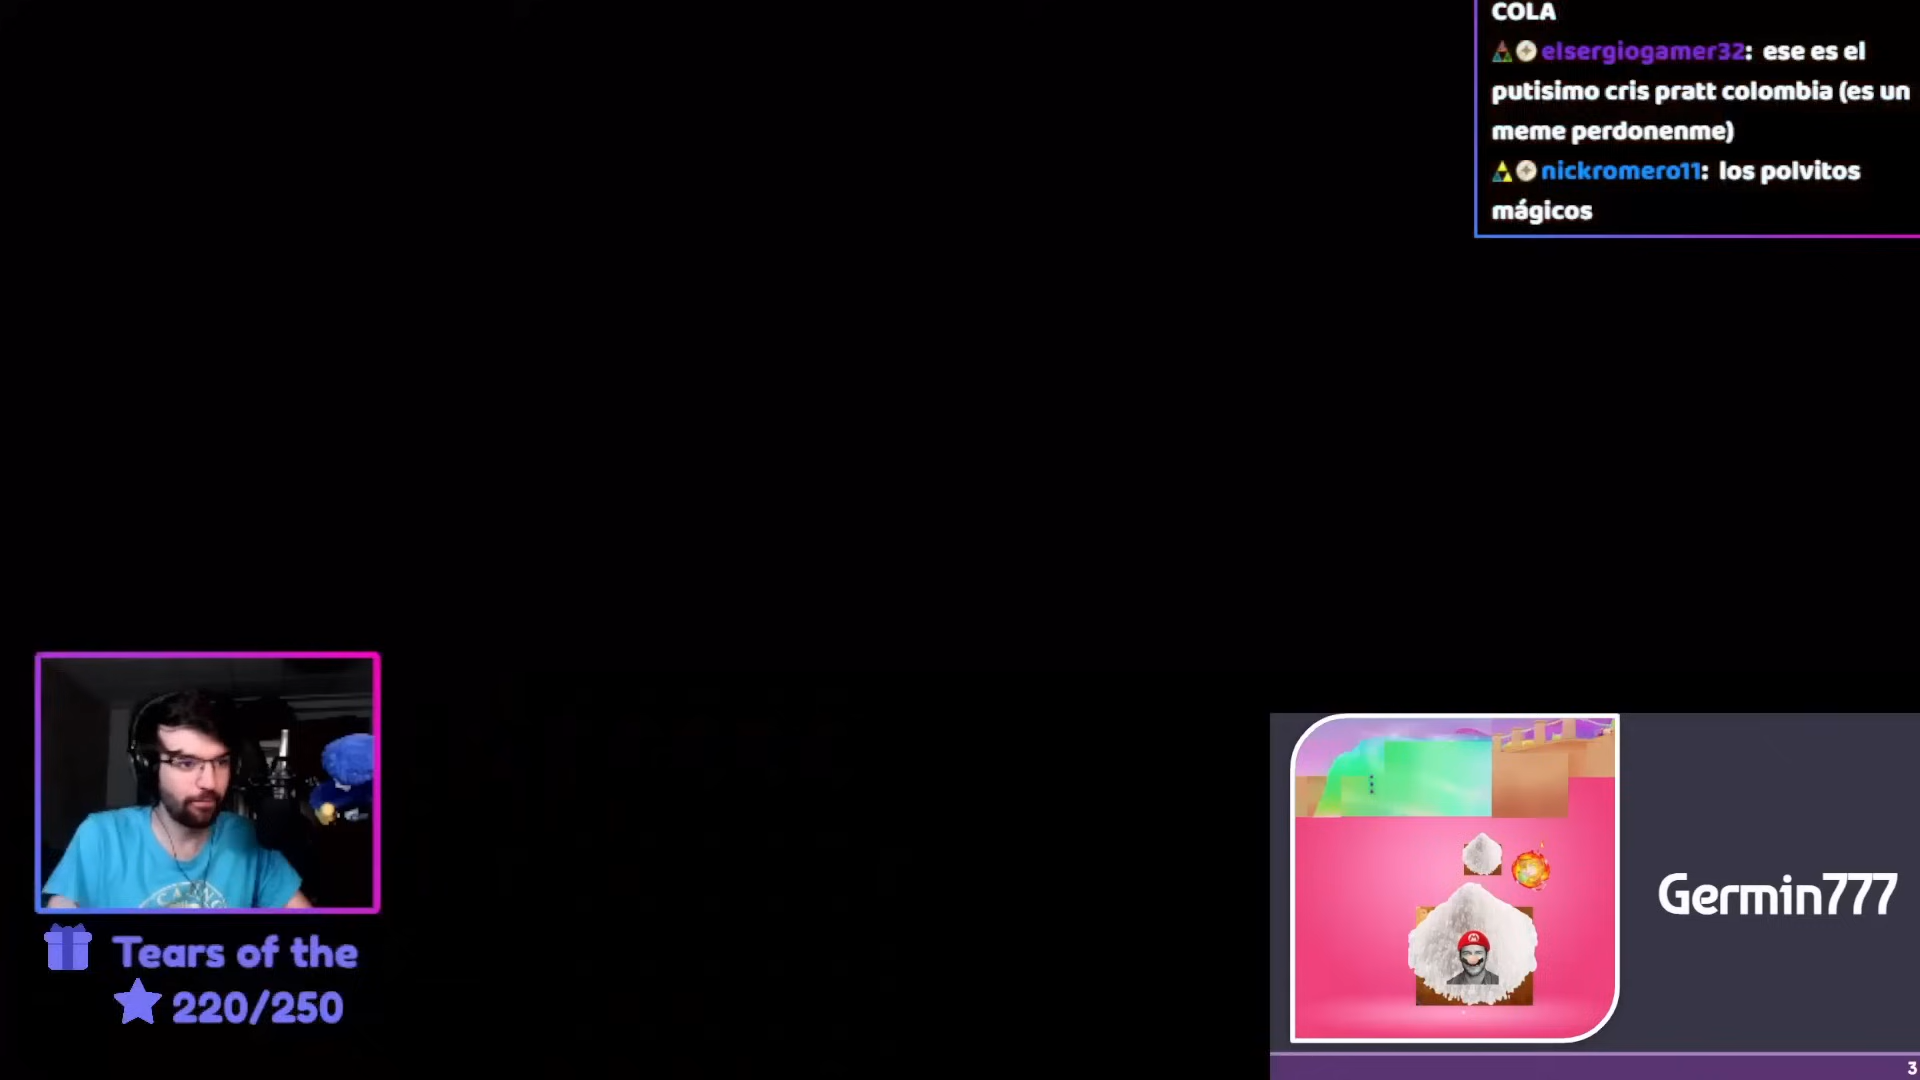 COLA
elsergiogamer32: ese es el
putisimo cris pratt colombia (es un
meme perdonenme)
nickromero11: los polvitos
mágicos
Tears of the
220/250
Germin777
3